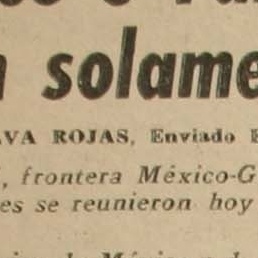 solame
VA ROJAS, Enviado E
, frontera México-G
es se reunieron hoy